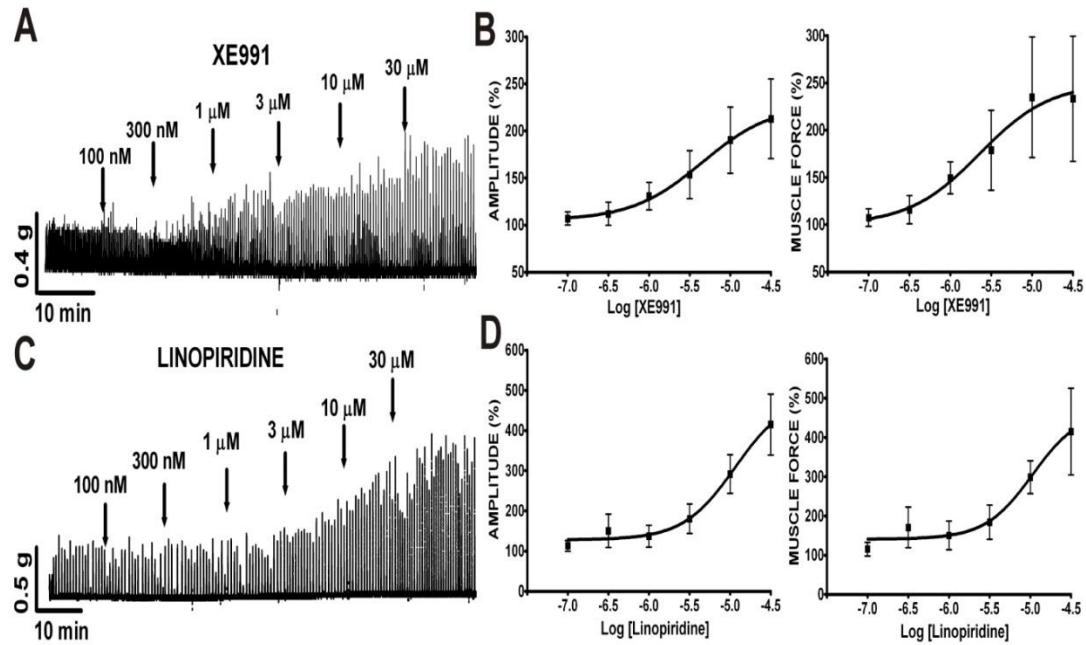 A
XE991
100 nM
300 nM
1 μM
3 μM
10 μM
30 μM
0.4 g
10 min
B
AMPLITUDE (%)
300
250
200
150
100
50
-7.0 -6.5 -6.0 -5.5 -5.0 -4.5
Log [XE991]
MUSCLE FORCE (%)
300
250
200
150
100
50
-7.0 -6.5 -6.0 -5.5 -5.0 -4.5
Log [XE991]
C
LINOPIRIDINE
100 nM
300 nM
1 μM
3 μM
10 μM
30 μM
0.5 g
10 min
D
AMPLITUDE (%)
600
500
400
300
200
100
0
-7.0 -6.5 -6.0 -5.5 -5.0 -4.5
Log [Linopiridine]
MUSCLE FORCE (%)
600
500
400
300
200
100
0
-7.0 -6.5 -6.0 -5.5 -5.0 -4.5
Log [Linopiridine]